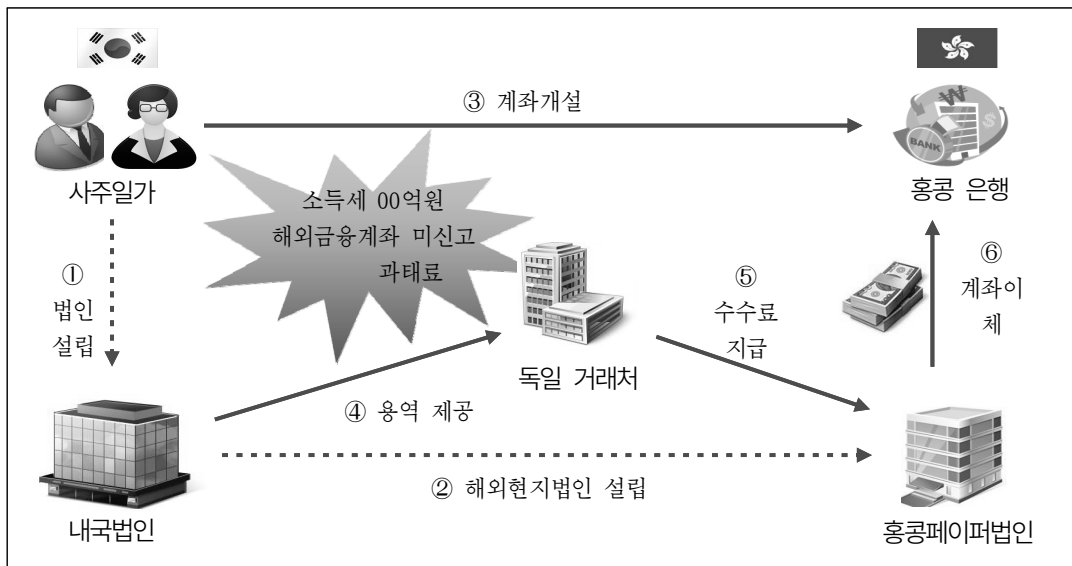 ③ 계좌개설
사주일가
BANK
홍콩 은행
소득세 00억원
해외금융계좌 미신고
과태료
①
법인
설립
⑤
수수료
지급
⑥
계좌이
체
독일 거래처
④ 용역 제공
② 해외현지법인 설립
내국법인
홍콩페이퍼법인